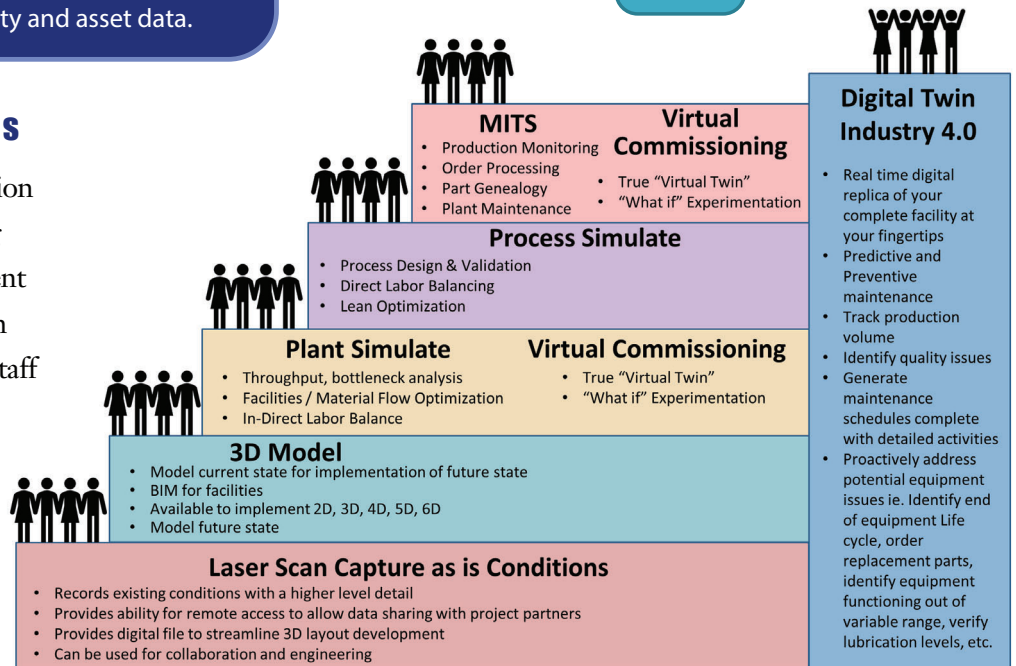 ty and asset data.
s
ion
ent
taff
MITS
• Production Monitoring
• Order Processing
• Part Genealogy
• Plant Maintenance
Virtual
Commissioning
• True “Virtual Twin”
• “What if” Experimentation
Process Simulate
• Process Design & Validation
• Direct Labor Balancing
• Lean Optimization
Plant Simulate
• Throughput, bottleneck analysis
• Facilities / Material Flow Optimization
• In-Direct Labor Balance
Virtual Commissioning
• True “Virtual Twin”
• “What if” Experimentation
3D Model
• Model current state for implementation of future state
• BIM for facilities
• Available to implement 2D, 3D, 4D, 5D, 6D
• Model future state
Laser Scan Capture as is Conditions
• Records existing conditions with a higher level detail
• Provides ability for remote access to allow data sharing with project partners
• Provides digital file to streamline 3D layout development
• Can be used for collaboration and engineering
Digital Twin
Industry 4.0
• Real time digital
replica of your
complete facility at
your fingertips
• Predictive and
Preventive
maintenance
• Track production
volume
• Identify quality issues
• Generate
maintenance
schedules complete
with detailed activities
• Proactively address
potential equipment
issues ie. Identify end
of equipment Life
cycle, order
replacement parts,
identify equipment
functioning out of
variable range, verify
lubrication levels, etc.